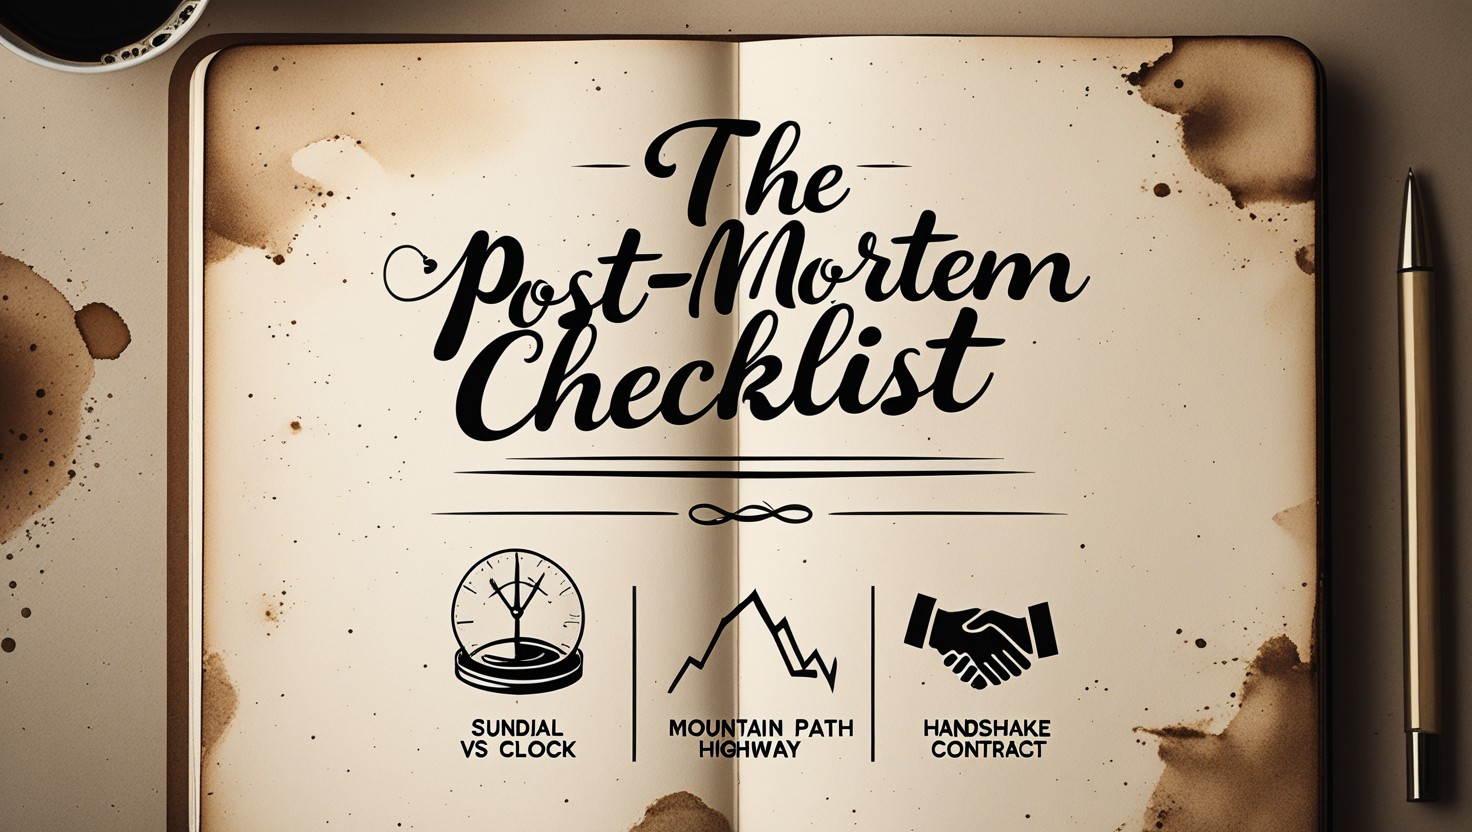 The
Post-Mortem
Checklist
SUNDIAL
VS CLOCK
MOUNTAIN PATH
HIGHWAY
HANDSHAKE
CONTRACT